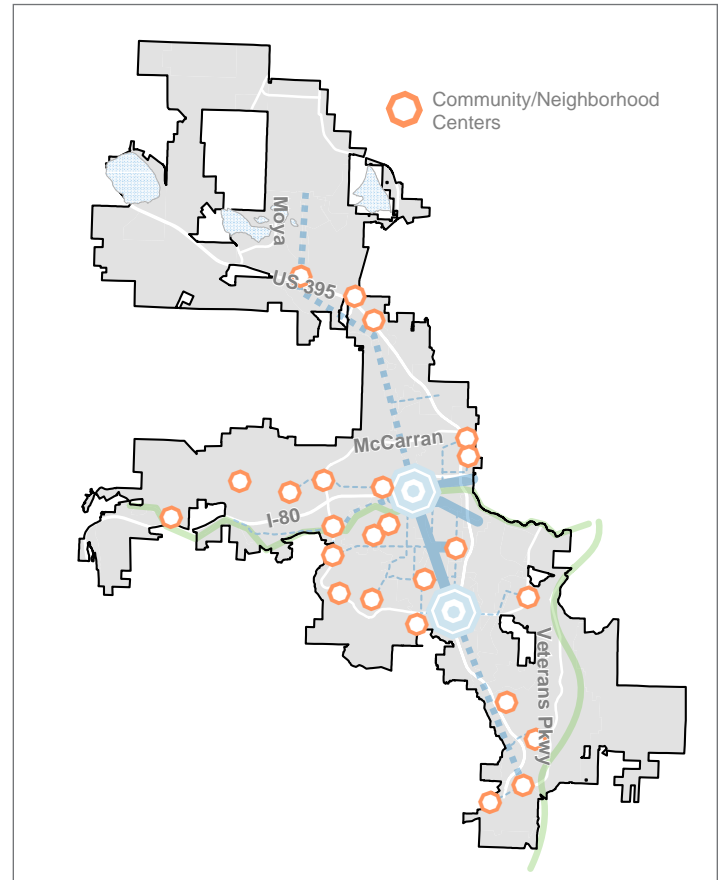 Community/Neighborhood
Centers
Moya
US 395
McCarran
I-80
Veterans Pkwy